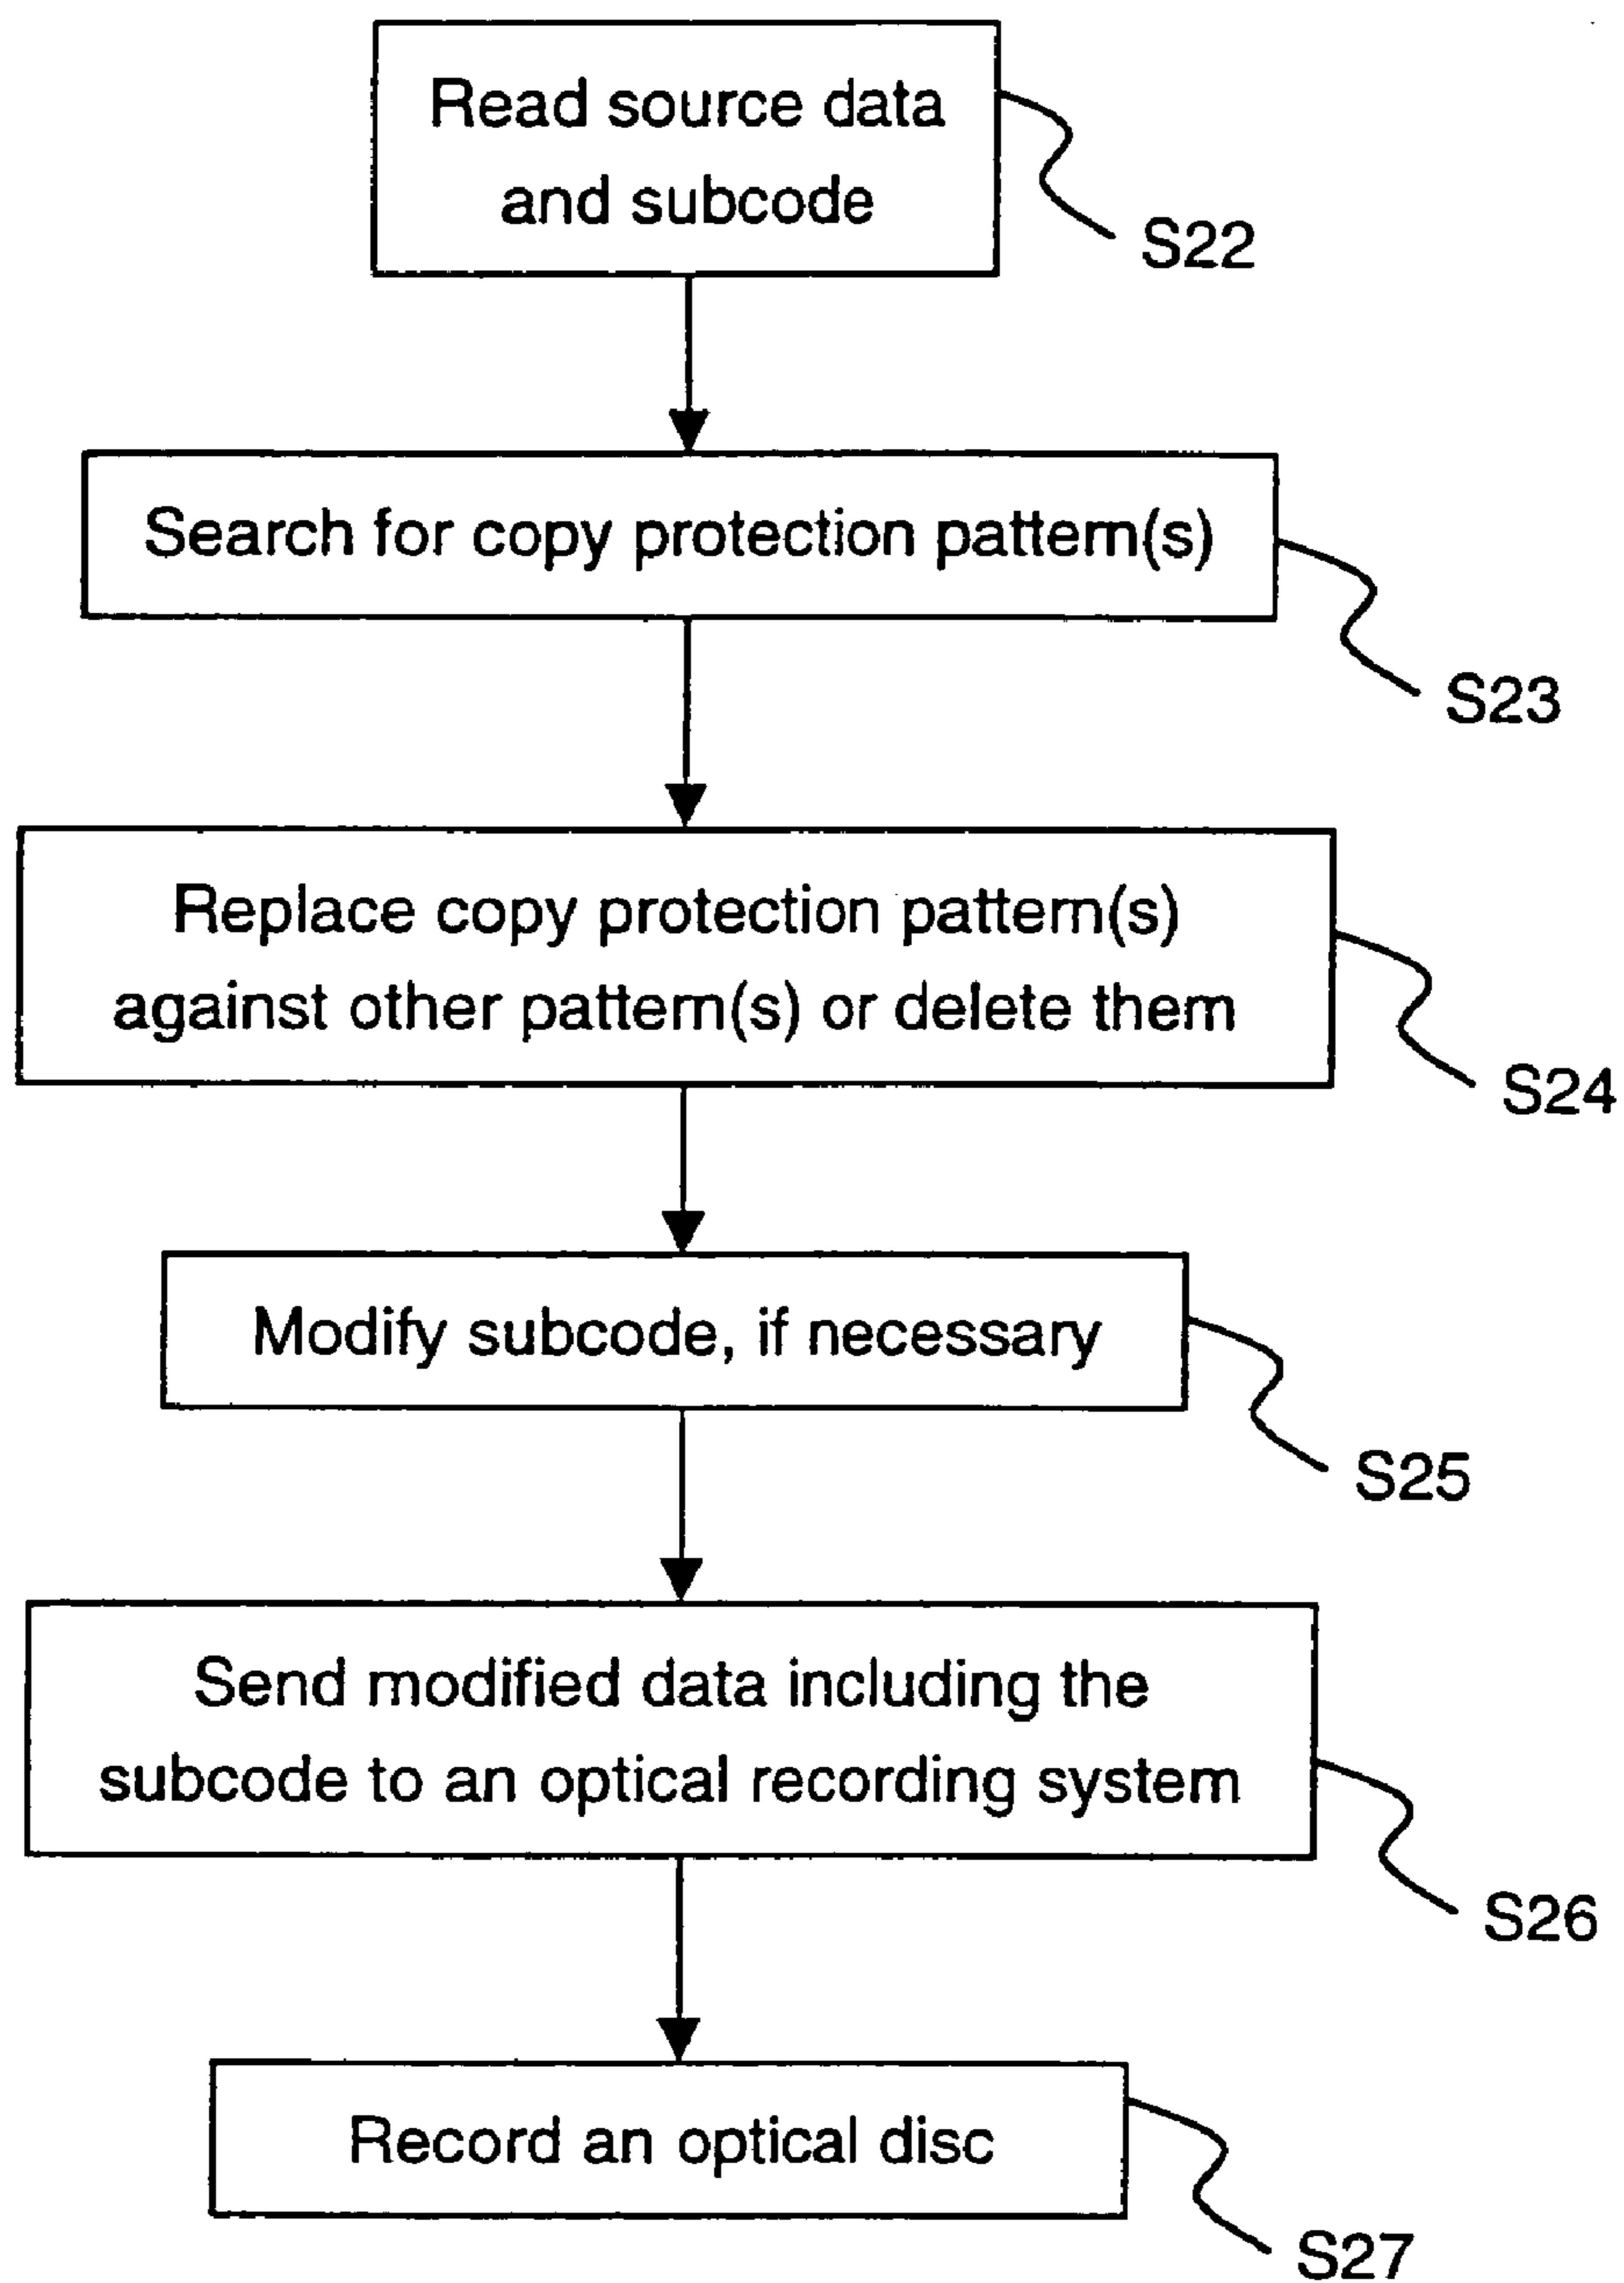 Read source data
and subcode
S22
Search for copy protection pattern(s)
S23
Replace copy protection pattern(s)
against other pattern(s) or delete them
S24
Modify subcode, if necessary
S25
Send modified data including the
subcode to an optical recording system
S26
Record an optical disc
S27